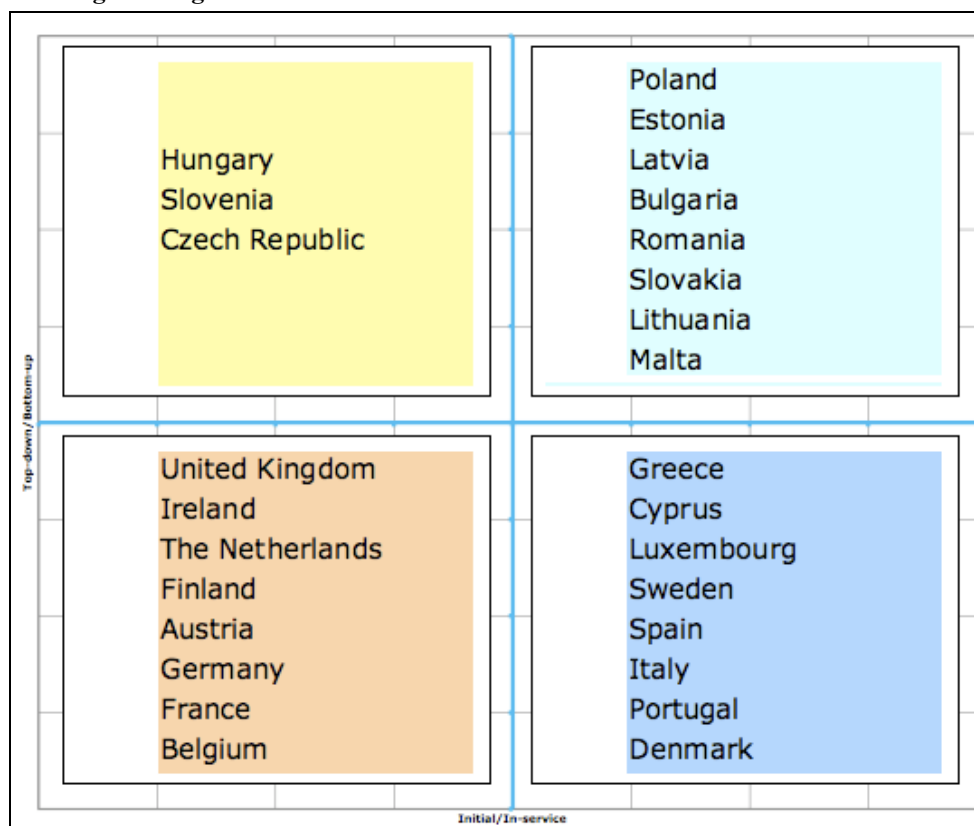 Hungary
Slovenia
Czech Republic
Poland
Estonia
Latvia
Bulgaria
Romania
Slovakia
Lithuania
Malta
Top-down/Bottom-up
United Kingdom
Ireland
The Netherlands
Finland
Austria
Germany
France
Belgium
Greece
Cyprus
Luxembourg
Sweden
Spain
Italy
Portugal
Denmark
Initial/In-service